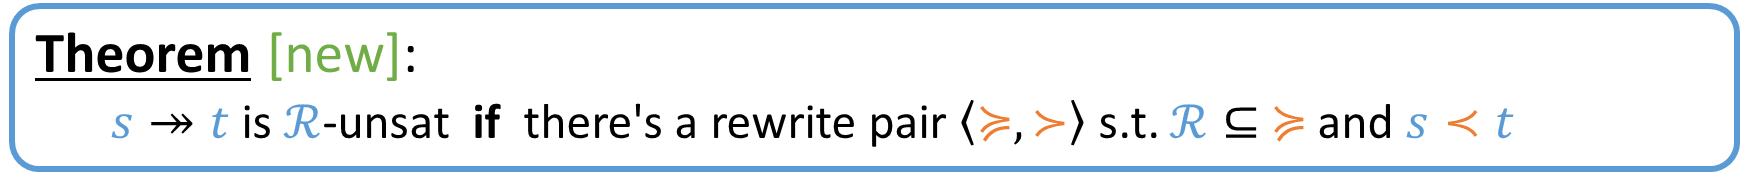 Theorem [new]:
s ↠ t is ℛ-unsat if there's a rewrite pair ⟨≽, ≻⟩ s.t. ℛ ⊆ ≽ and s ≺ t